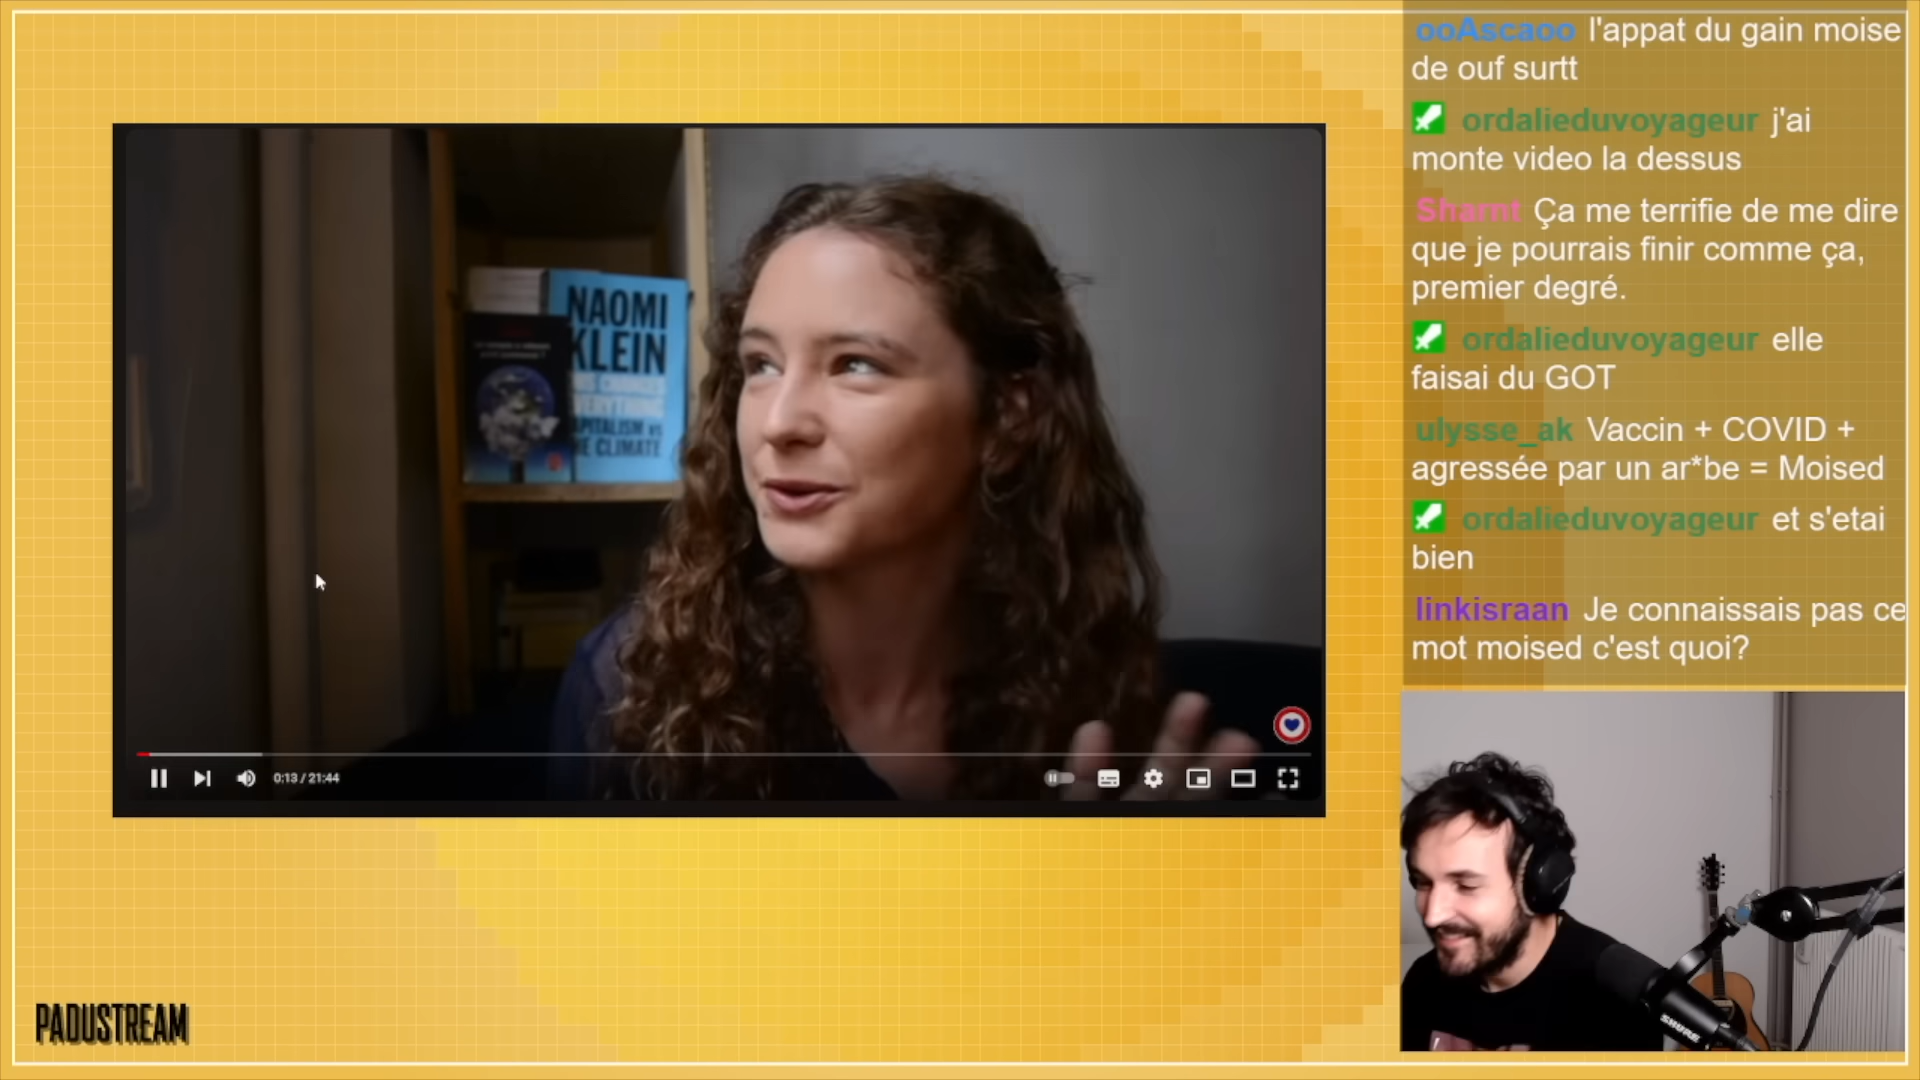 NAOMI
KLEIN
EVERYTHING
CAPITALISM vs
THE CLIMATE
0:13 / 21:44
PADUSTREAM
ooAscaoo l'appat du gain moise
de ouf surtt
ordalieduvoyageur j'ai
monte video la dessus
Sharnt Ça me terrifie de me dire
que je pourrais finir comme ça,
premier degré.
ordalieduvoyageur elle
faisai du GOT
ulysse_ak Vaccin + COVID +
agressée par un ar*be = Moised
ordalieduvoyageur et s'etai
bien
linkisraan Je connaissais pas ce
mot moised c'est quoi?
SHURE